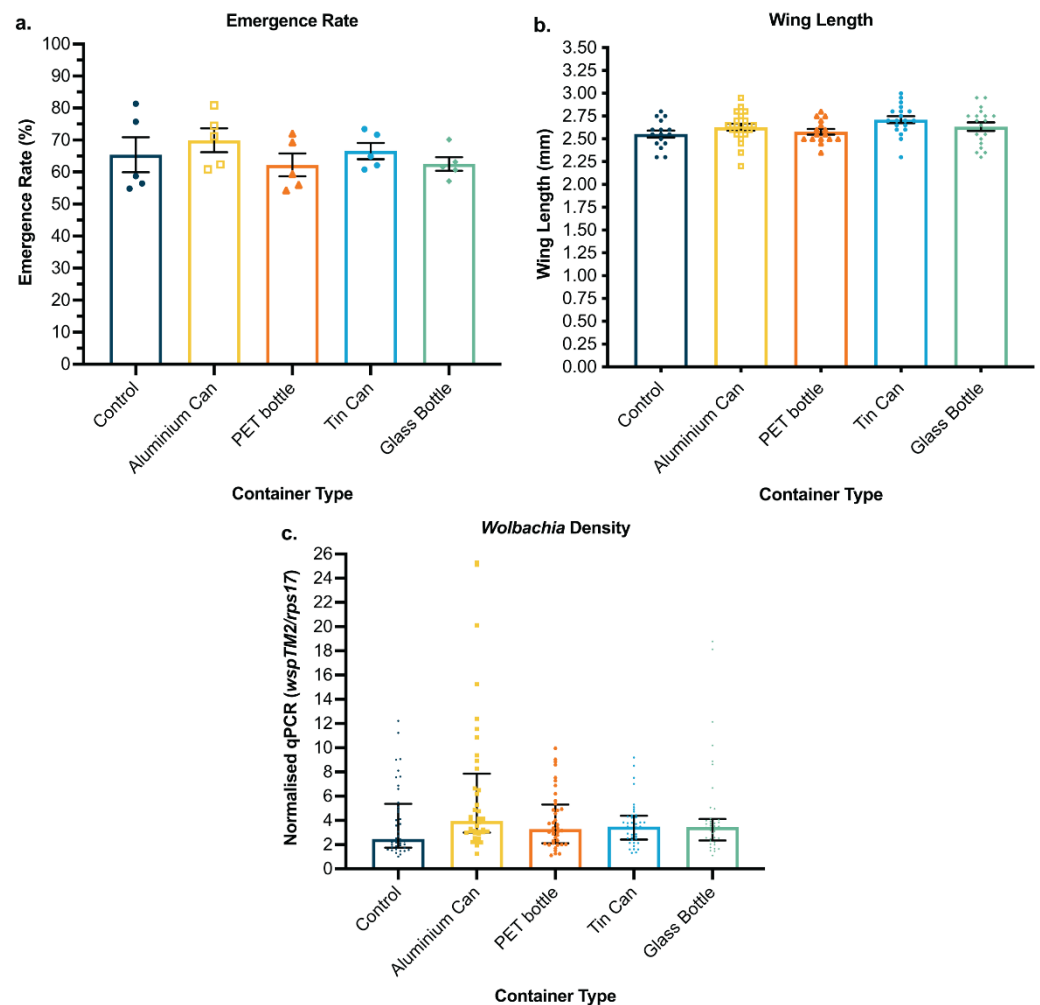 a.
Emergence Rate
Emergence Rate (%)
100
90
80
70
60
50
40
30
20
10
0
Control
Aluminium Can
PET bottle
Tin Can
Glass Bottle
Container Type
b.
Wing Length
Wing Length (mm)
3.50
3.25
3.00
2.75
2.50
2.25
2.00
1.75
1.50
1.25
1.00
0.75
0.50
0.25
0.00
Control
Aluminium Can
PET bottle
Tin Can
Glass Bottle
Container Type
c.
Wolbachia Density
Normalised qPCR (wspTM2/rps17)
26
24
22
20
18
16
14
12
10
8
6
4
2
0
Control
Aluminium Can
PET bottle
Tin Can
Glass Bottle
Container Type